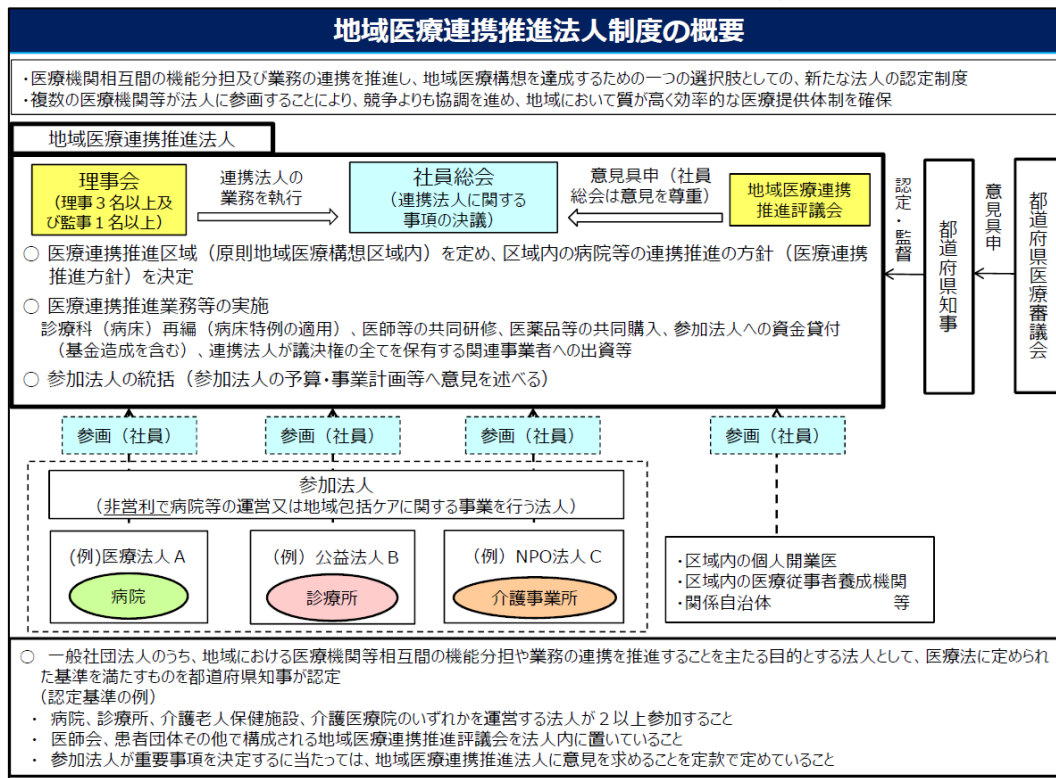 地域医療連携推進法人制度の概要
・医療機関相互間の機能分担及び業務の連携を推進し、地域医療構想を達成するための一つの選択肢としての、新たな法人の認定制度
・複数の医療機関等が法人に参画することにより、競争よりも協調を進め、地域において質が高く効率的な医療提供体制を確保
地域医療連携推進法人
理事会
(理事3名以上及
び監事1名以上)
連携法人の
業務を執行
社員総会
(連携法人に関する
事項の決議)
意見具申(社員
総会は意見を尊重)
地域医療連携
推進評議会
認定・監督
都道府県知事
意見具申
都道府県医療審議会
○ 医療連携推進区域(原則地域医療構想区域内)を定め、区域内の病院等の連携推進の方針(医療連携
推進方針)を決定
○ 医療連携推進業務等の実施
診療科(病床)再編(病床特例の適用)、医師等の共同研修、医薬品等の共同購入、参加法人への資金貸付
(基金造成を含む)、連携法人が議決権の全てを保有する関連事業者への出資等
○ 参加法人の統括(参加法人の予算・事業計画等へ意見を述べる)
参画(社員)
参画(社員)
参画(社員)
参画(社員)
参加法人
(非営利で病院等の運営又は地域包括ケアに関する事業を行う法人)
(例)医療法人A
病院
(例)公益法人B
診療所
(例)NPO法人C
介護事業所
・区域内の個人開業医
・区域内の医療従事者養成機関
・関係自治体 等
○ 一般社団法人のうち、地域における医療機関等相互間の機能分担や業務の連携を推進することを主たる目的とする法人として、医療法に定められ
た基準を満たすものを都道府県知事が認定
(認定基準の例)
・ 病院、診療所、介護老人保健施設、介護医療院のいずれかを運営する法人が2以上参加すること
・ 医師会、患者団体その他で構成される地域医療連携推進評議会を法人内に置いていること
・ 参加法人が重要事項を決定するに当たっては、地域医療連携推進法人に意見を求めることを定款で定めていること